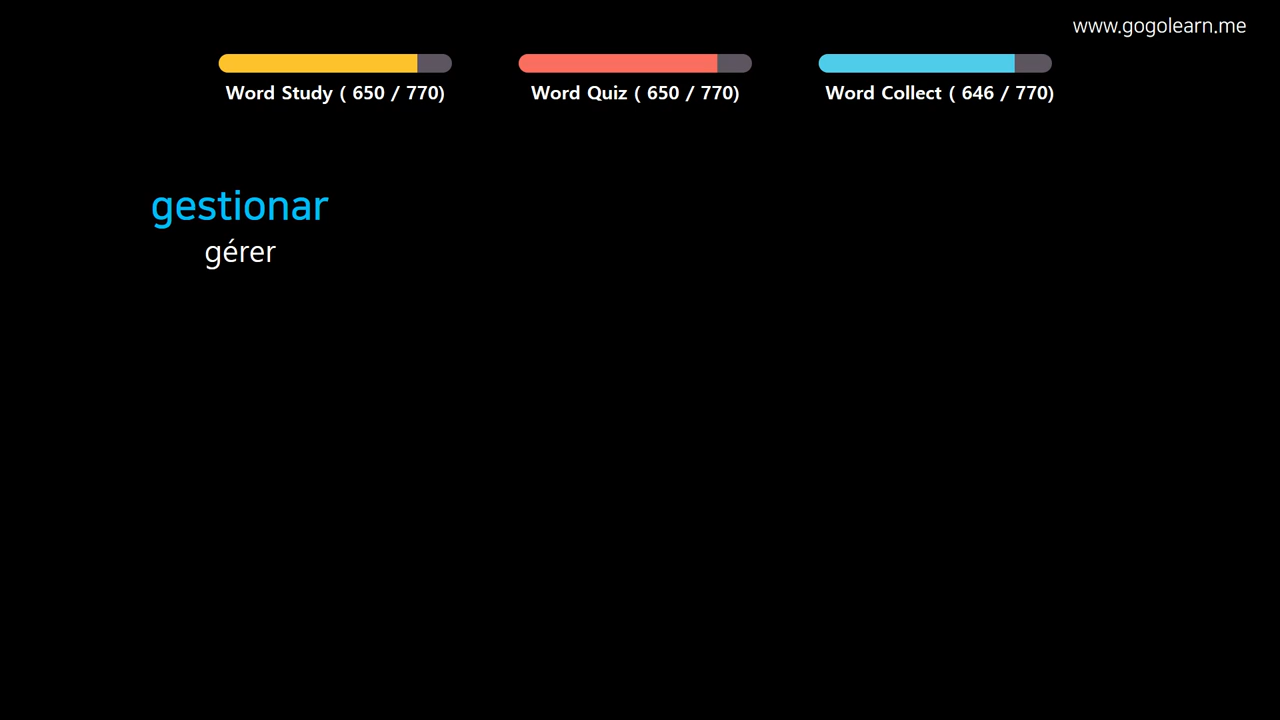 www.gogolearn.me
Word Study ( 650 / 770)
Word Quiz ( 650 / 770)
Word Collect ( 646 / 770)
gestionar
gérer